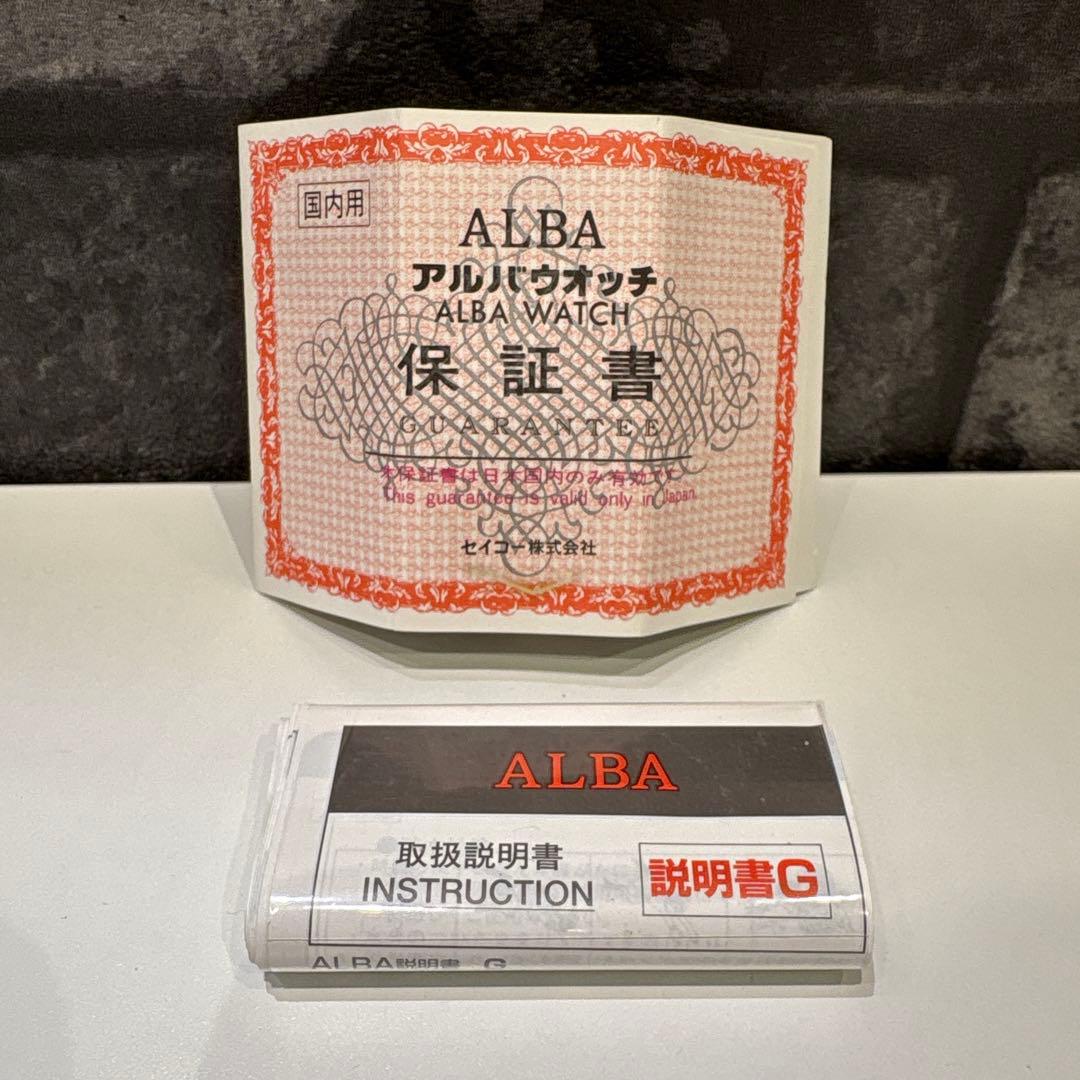 国内用
ALBA
アルバウオッチ
ALBA WATCH
保証書
GUARANTEE
本保証書は日本国内のみ有効です。
This guarantee is valid only in Japan.
セイコー株式会社
ALBA
取扱説明書
INSTRUCTION
説明書G
ALBA説明書 G